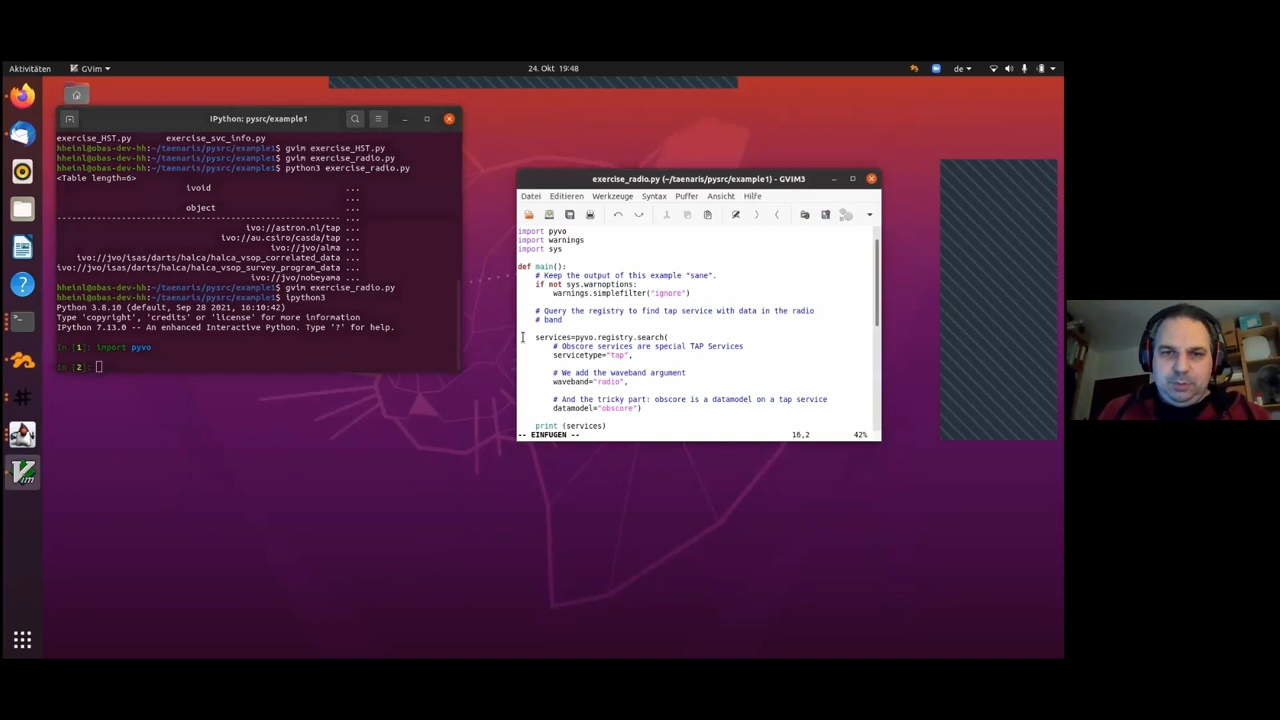 Aktivitäten
GVim
24. Okt 19:48
de
IPython: pysrc/example1
exercise_HST.py exercise_svc_info.py
hheinl@obas-dev-hh:~/taenaris/pysrc/example1$ gvim exercise_HST.py
hheinl@obas-dev-hh:~/taenaris/pysrc/example1$ gvim exercise_radio.py
hheinl@obas-dev-hh:~/taenaris/pysrc/example1$ python3 exercise_radio.py
<Table length=6>
ivoid ...
...
object ...
--------------------------------------------------- ...
ivo://astron.nl/tap ...
ivo://au.csiro/casda/tap ...
ivo://jvo/alma ...
ivo://jvo/isas/darts/halca/halca_vsop_correlated_data ...
ivo://jvo/isas/darts/halca/halca_vsop_survey_program_data ...
ivo://jvo/nobeyama ...
hheinl@obas-dev-hh:~/taenaris/pysrc/example1$ gvim exercise_radio.py
hheinl@obas-dev-hh:~/taenaris/pysrc/example1$ ipython3
Python 3.8.10 (default, Sep 28 2021, 16:10:42)
Type 'copyright', 'credits' or 'license' for more information
IPython 7.13.0 -- An enhanced Interactive Python. Type '?' for help.
In [1]: import pyvo
In [2]:
exercise_radio.py (~/taenaris/pysrc/example1) - GVIM3
Datei Editieren Werkzeuge Syntax Puffer Ansicht Hilfe
import pyvo
import warnings
import sys
def main():
# Keep the output of this example "sane".
if not sys.warnoptions:
warnings.simplefilter("ignore")
# Query the registry to find tap service with data in the radio
# band
services=pyvo.registry.search(
# Obscore services are special TAP Services
servicetype="tap",
# We add the waveband argument
waveband="radio",
# And the tricky part: obscore is a datamodel on a tap service
datamodel="obscore")
print (services)
-- EINFÜGEN -- 16,2 42%